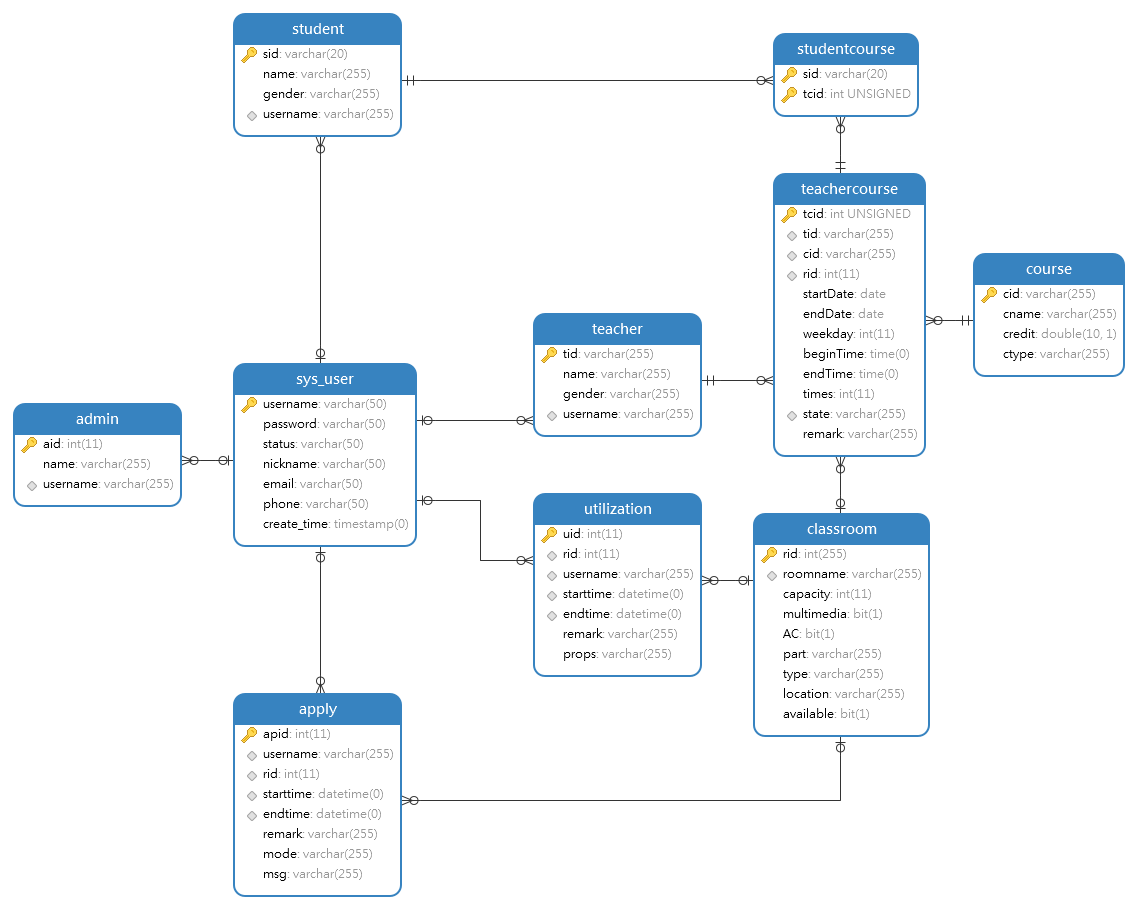 student
sid: varchar(20)
name: varchar(255)
gender: varchar(255)
username: varchar(255)
studentcourse
sid: varchar(20)
tcid: int UNSIGNED
teachercourse
tcid: int UNSIGNED
tid: varchar(255)
cid: varchar(255)
rid: int(11)
startDate: date
endDate: date
weekday: int(11)
beginTime: time(0)
endTime: time(0)
times: int(11)
state: varchar(255)
remark: varchar(255)
course
cid: varchar(255)
cname: varchar(255)
credit: double(10, 1)
ctype: varchar(255)
teacher
tid: varchar(255)
name: varchar(255)
gender: varchar(255)
username: varchar(255)
sys_user
username: varchar(50)
password: varchar(50)
status: varchar(50)
nickname: varchar(50)
email: varchar(50)
phone: varchar(50)
create_time: timestamp(0)
admin
aid: int(11)
name: varchar(255)
username: varchar(255)
utilization
uid: int(11)
rid: int(11)
username: varchar(255)
starttime: datetime(0)
endtime: datetime(0)
remark: varchar(255)
props: varchar(255)
classroom
rid: int(255)
roomname: varchar(255)
capacity: int(11)
multimedia: bit(1)
AC: bit(1)
part: varchar(255)
type: varchar(255)
location: varchar(255)
available: bit(1)
apply
apid: int(11)
username: varchar(255)
rid: int(11)
starttime: datetime(0)
endtime: datetime(0)
remark: varchar(255)
mode: varchar(255)
msg: varchar(255)